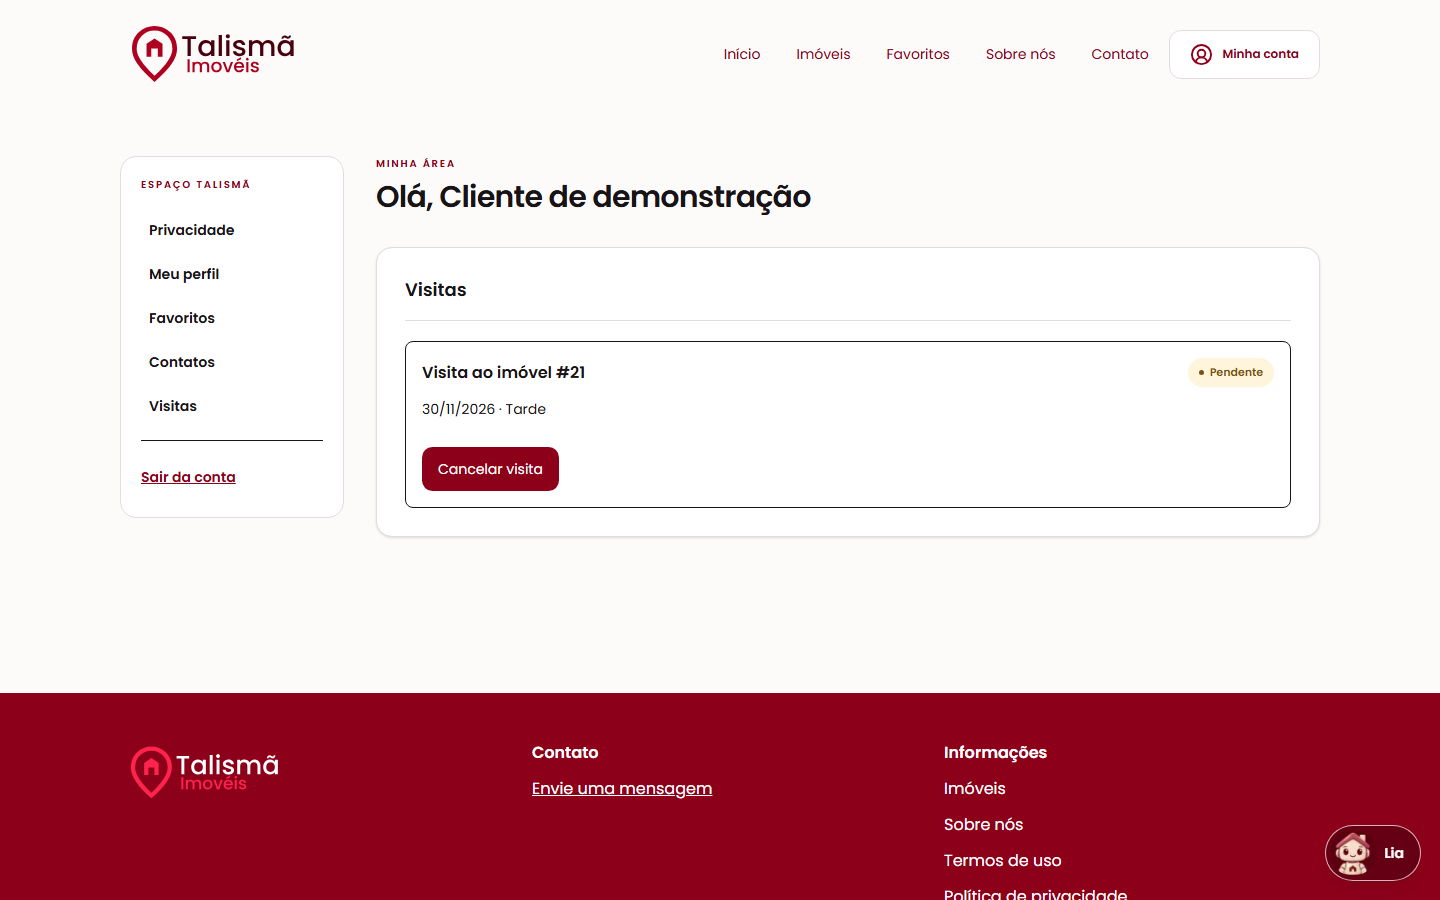 Talismã
Imovéis
Início
Imóveis
Favoritos
Sobre nós
Contato
Minha conta
ESPAÇO TALISMÃ
Privacidade
Meu perfil
Favoritos
Contatos
Visitas
Sair da conta
MINHA ÁREA
Olá, Cliente de demonstração
Visitas
Visita ao imóvel #21
Pendente
30/11/2026 · Tarde
Cancelar visita
Talismã
Imovéis
Contato
Envie uma mensagem
Informações
Imóveis
Sobre nós
Termos de uso
Política de privacidade
Lia